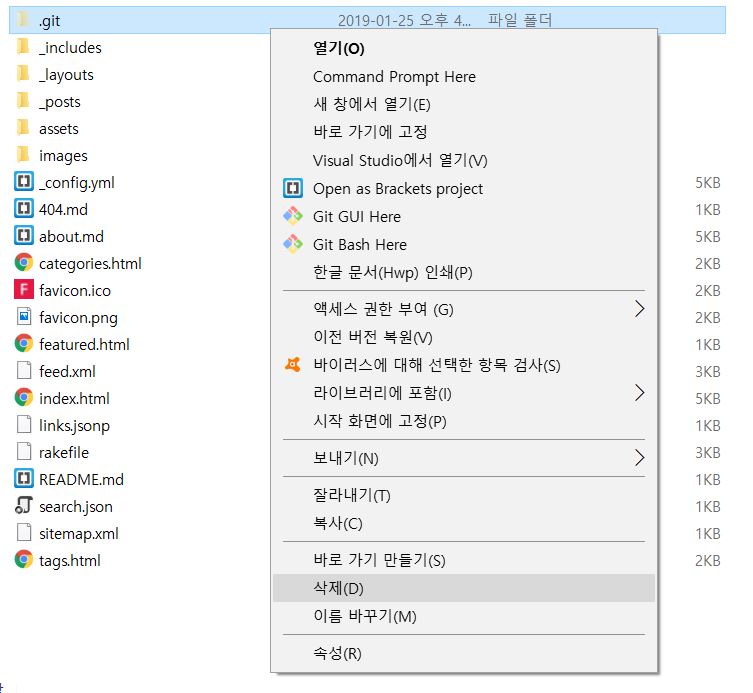 .git 2019-01-25 오후 4... 파일 폴더
_includes
_layouts
_posts
assets
images
_config.yml 5KB
404.md 1KB
about.md 5KB
categories.html 2KB
favicon.ico 2KB
favicon.png 2KB
featured.html 1KB
feed.xml 3KB
index.html 5KB
links.jsonp 1KB
rakefile 3KB
README.md 1KB
search.json 1KB
sitemap.xml 1KB
tags.html 2KB
열기(O)
Command Prompt Here
새 창에서 열기(E)
바로 가기에 고정
Visual Studio에서 열기(V)
Open as Brackets project
Git GUI Here
Git Bash Here
한글 문서(Hwp) 인쇄(P)
액세스 권한 부여 (G)
이전 버전 복원(V)
바이러스에 대해 선택한 항목 검사(S)
라이브러리에 포함(I)
시작 화면에 고정(P)
보내기(N)
잘라내기(T)
복사(C)
바로 가기 만들기(S)
삭제(D)
이름 바꾸기(M)
속성(R)